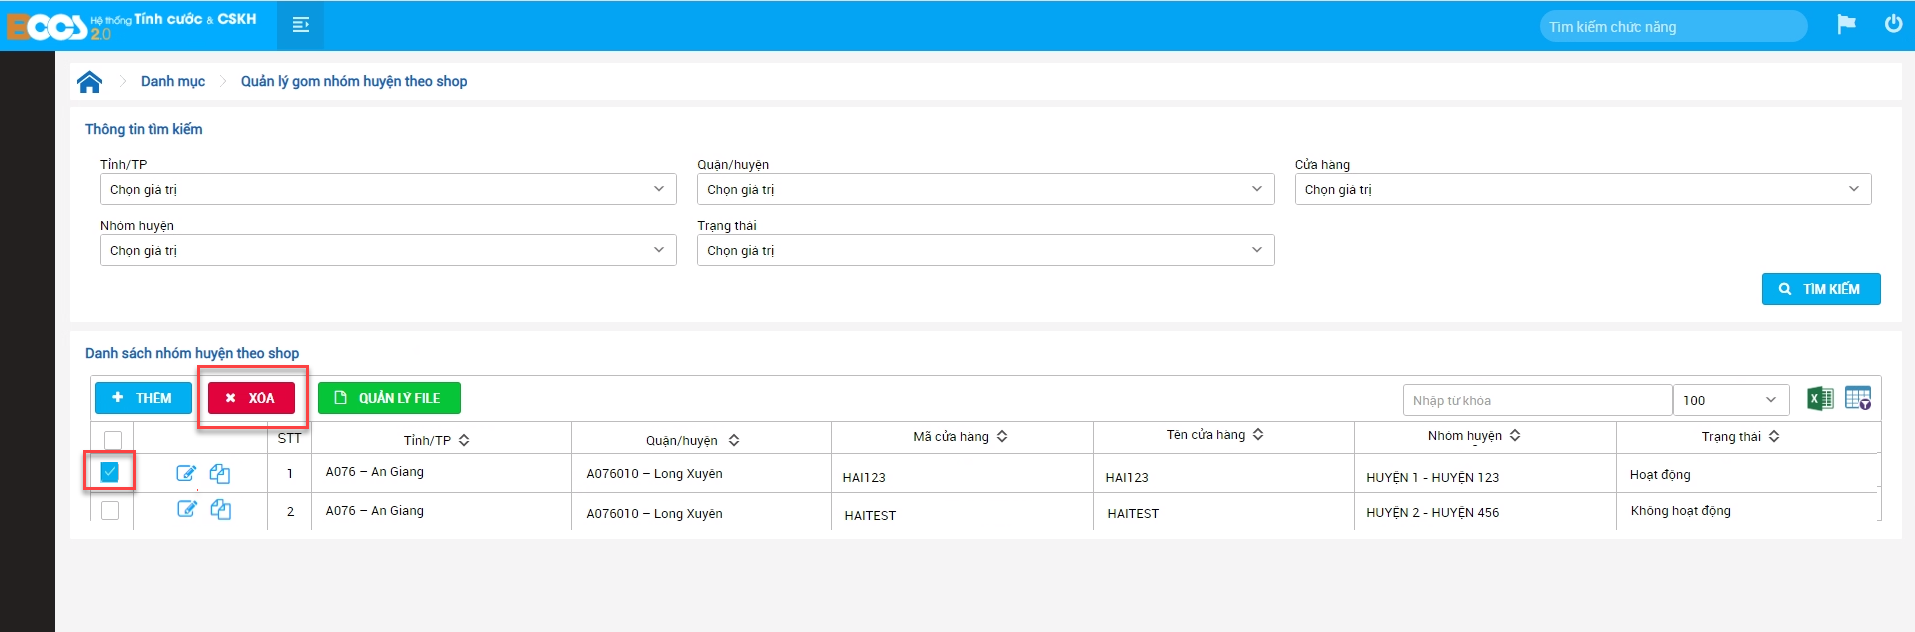 BCCS 2.0 Hệ thống Tính cước & CSKH
Tìm kiếm chức năng
Danh mục
Quản lý gom nhóm huyện theo shop
Thông tin tìm kiếm
Tỉnh/TP
Quận/huyện
Cửa hàng
Chọn giá trị
Chọn giá trị
Chọn giá trị
Nhóm huyện
Trạng thái
Chọn giá trị
Chọn giá trị
TÌM KIẾM
Danh sách nhóm huyện theo shop
THÊM
XÓA
QUẢN LÝ FILE
Nhập từ khóa
100
STT Tỉnh/TP Quận/huyện Mã cửa hàng Tên cửa hàng Nhóm huyện Trạng thái
1 A076 – An Giang A076010 – Long Xuyên HAI123 HAI123 HUYỆN 1 - HUYỆN 123 Hoạt động
2 A076 – An Giang A076010 – Long Xuyên HAITEST HAITEST HUYỆN 2 - HUYỆN 456 Không hoạt động